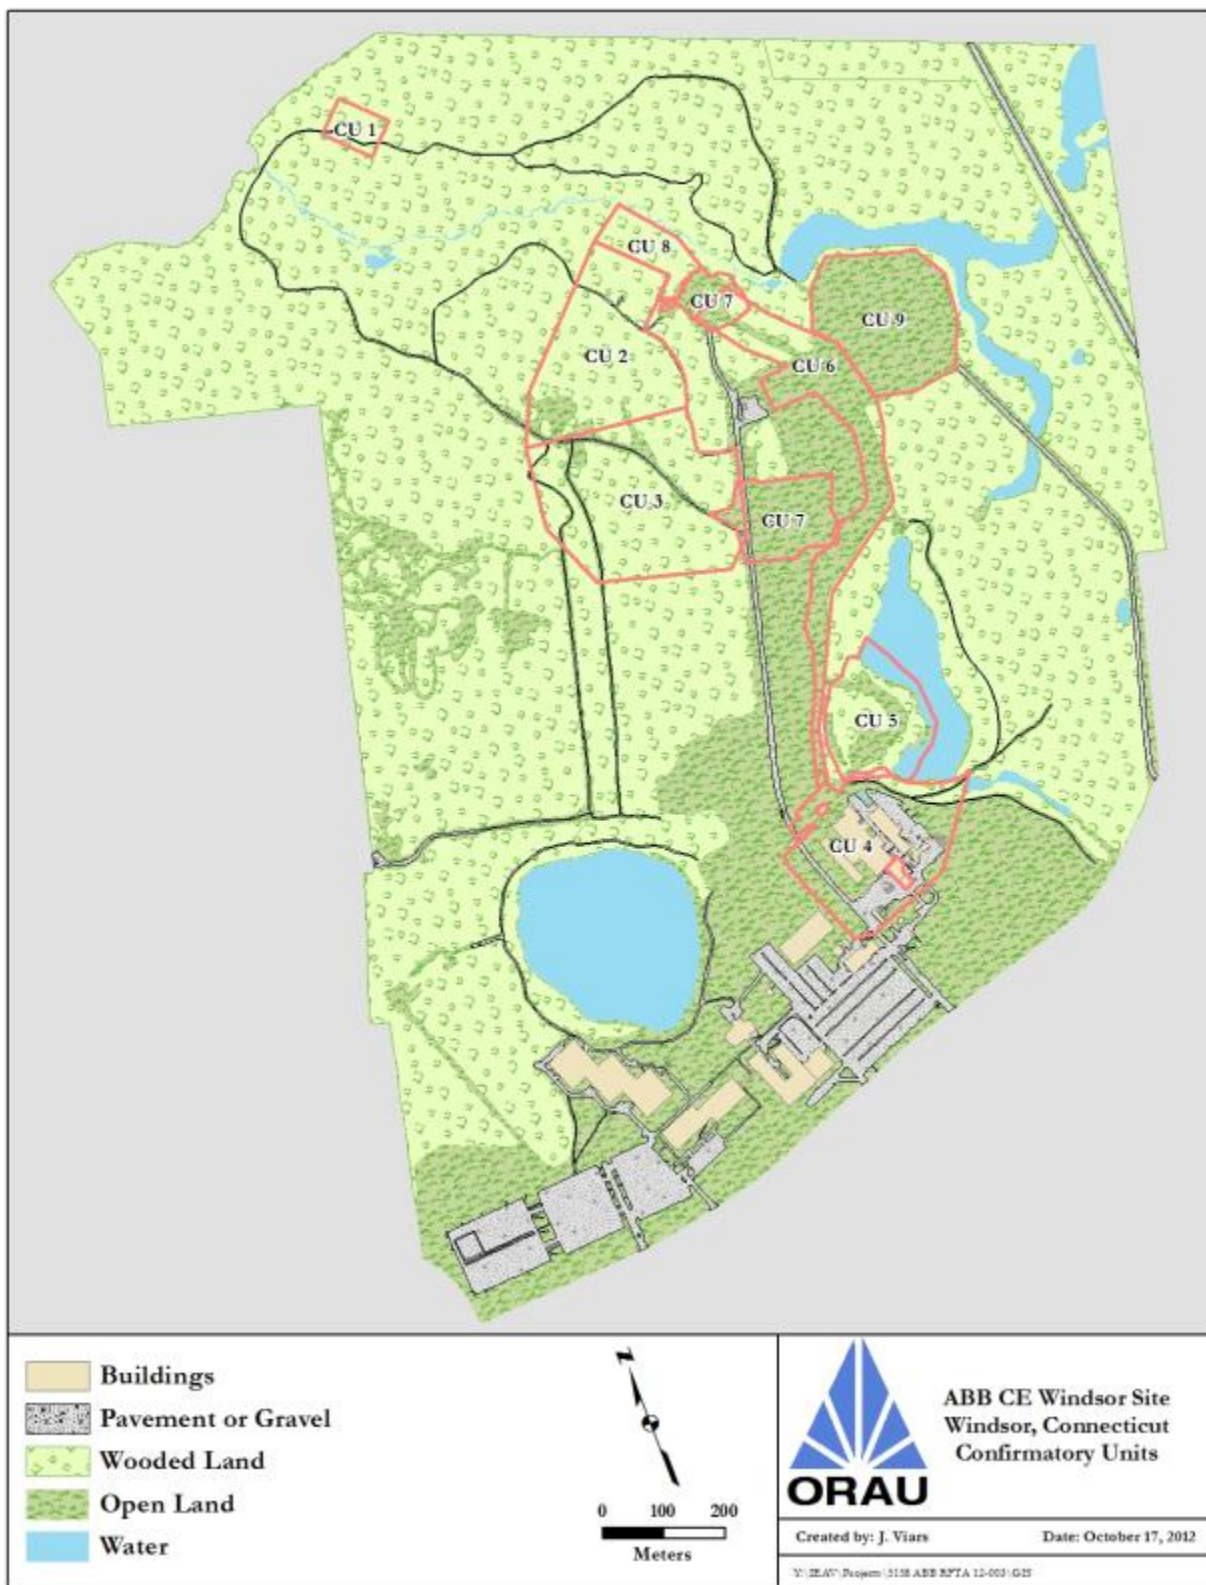 CU 1
CU 8
CU 7
CU 9
CU 2
CU 6
CU 3
CU 7
CU 5
CU 4
Buildings
Pavement or Gravel
Wooded Land
Open Land
Water
N
0 100 200
Meters
ORAU
ABB CE Windsor Site
Windsor, Connecticut
Confirmatory Units
Created by: J. Viars Date: October 17, 2012